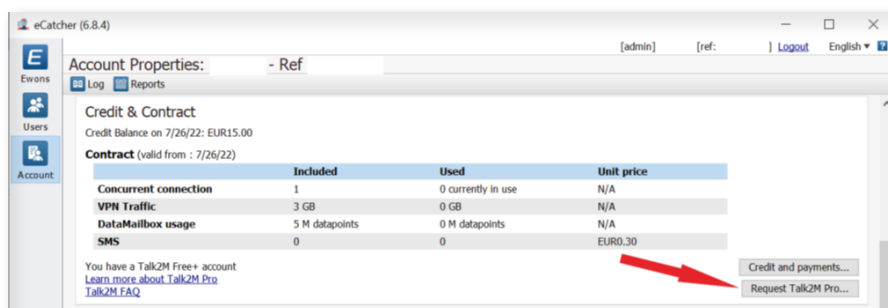 eCatcher (6.8.4)
[admin] [ref: ] Logout English ▾ ?
Ewons
Users
Account
Account Properties: - Ref
Log Reports
Credit & Contract
Credit Balance on 7/26/22: EUR15.00
Contract (valid from : 7/26/22)
Included Used Unit price
Concurrent connection 1 0 currently in use N/A
VPN Traffic 3 GB 0 GB N/A
DataMailbox usage 5 M datapoints 0 M datapoints N/A
SMS 0 0 EUR0.30
You have a Talk2M Free+ account
Learn more about Talk2M Pro
Talk2M FAQ
Credit and payments...
Request Talk2M Pro...